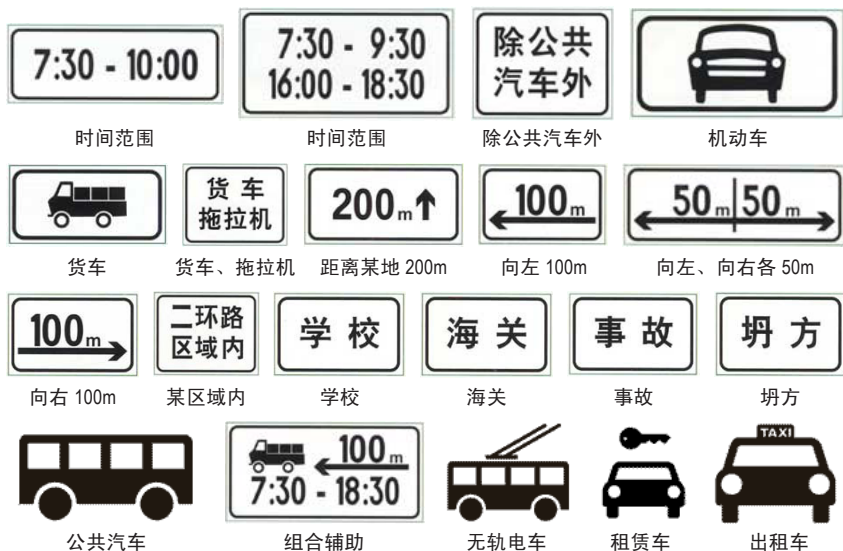 7:30 - 10:00
7:30 - 9:30
16:00 - 18:30
除公共
汽车外
时间范围
时间范围
除公共汽车外
机动车
货车
拖拉机
200m
100m
50m 50m
货车
货车、拖拉机
距离某地 200m
向左 100m
向左、向右各 50m
100m
二环路
区域内
学校
海关
事故
坍方
向右 100m
某区域内
学校
海关
事故
坍方
100m
7:30 - 18:30
TAXI
公共汽车
组合辅助
无轨电车
租赁车
出租车